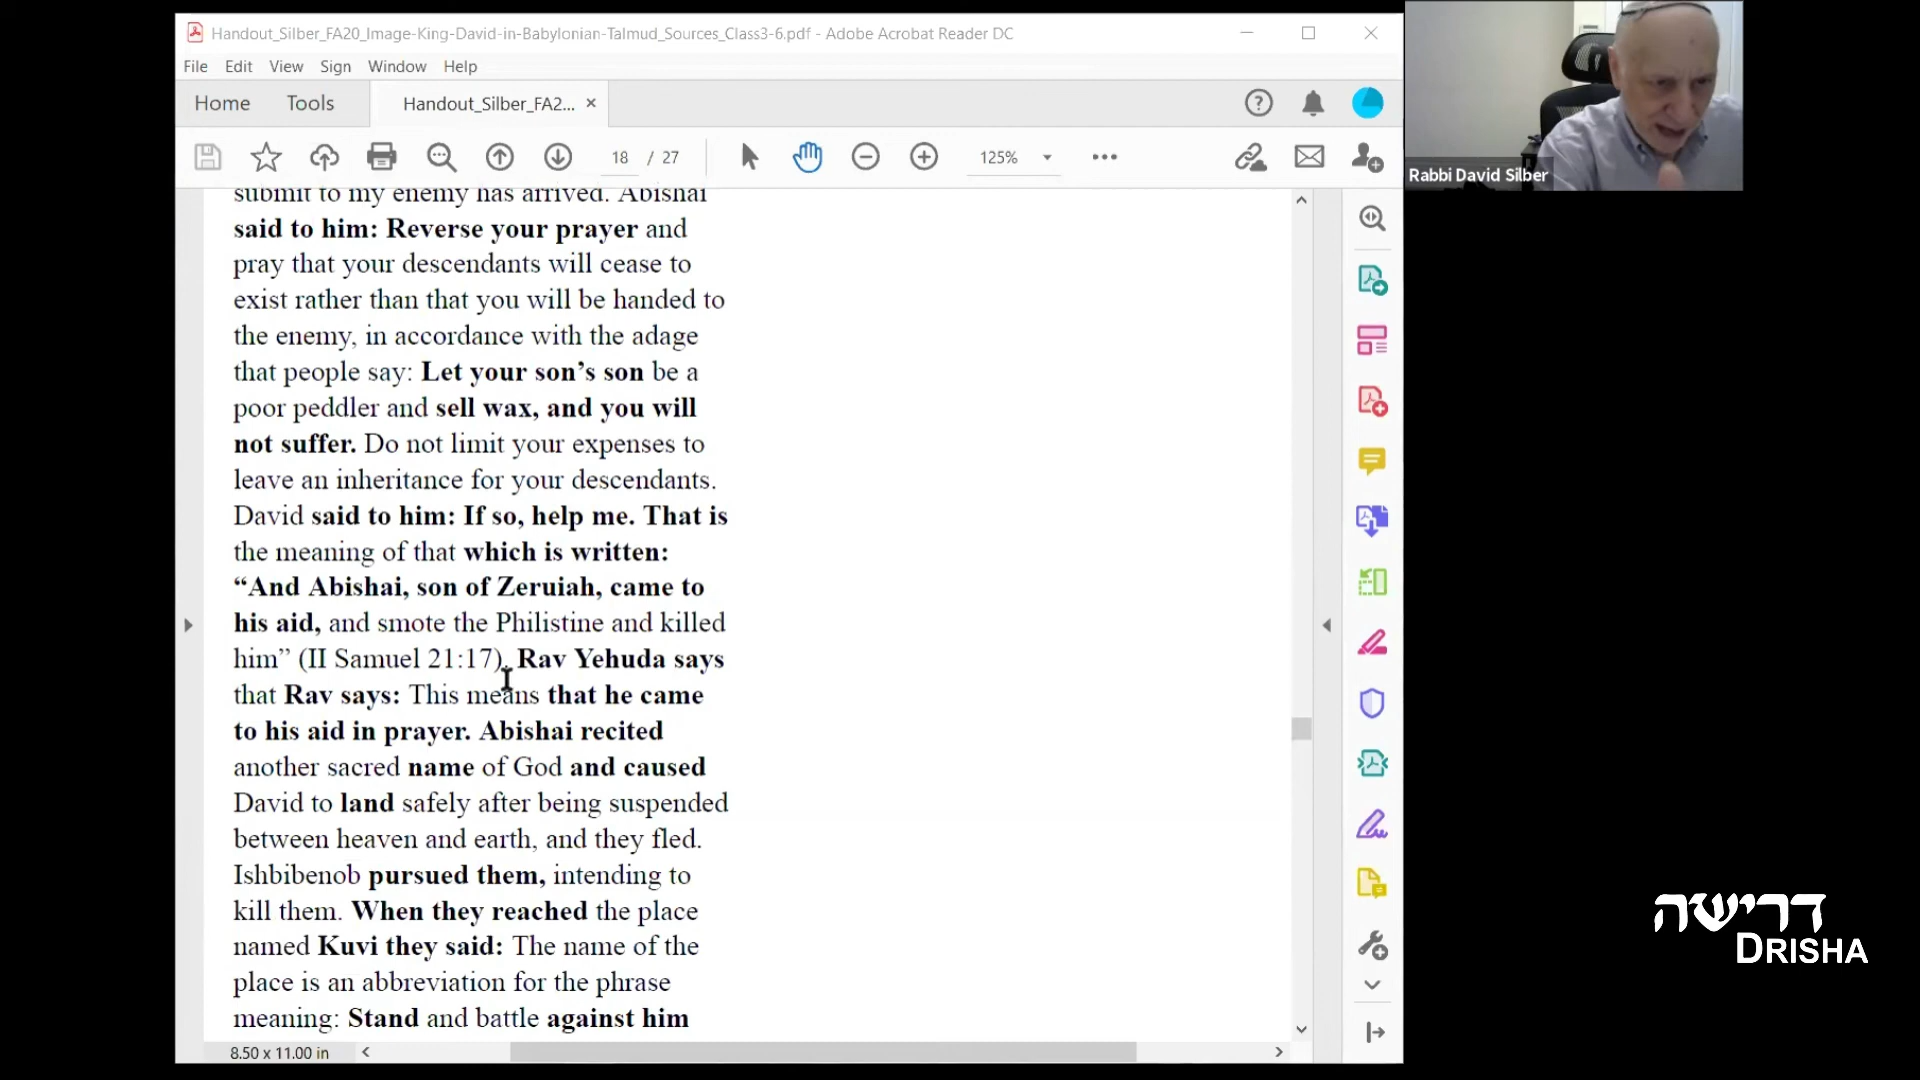 Handout_Silber_FA20_Image-King-David-in-Babylonian-Talmud_Sources_Class3-6.pdf - Adobe Acrobat Reader DC
File Edit View Sign Window Help
Home Tools Handout_Silber_FA2... ×
18 / 27 125%
Rabbi David Silber
submit to my enemy has arrived. Abishai
said to him: Reverse your prayer and
pray that your descendants will cease to
exist rather than that you will be handed to
the enemy, in accordance with the adage
that people say: Let your son’s son be a
poor peddler and sell wax, and you will
not suffer. Do not limit your expenses to
leave an inheritance for your descendants.
David said to him: If so, help me. That is
the meaning of that which is written:
“And Abishai, son of Zeruiah, came to
his aid, and smote the Philistine and killed
him” (II Samuel 21:17). Rav Yehuda says
that Rav says: This means that he came
to his aid in prayer. Abishai recited
another sacred name of God and caused
David to land safely after being suspended
between heaven and earth, and they fled.
Ishbibenob pursued them, intending to
kill them. When they reached the place
named Kuvi they said: The name of the
place is an abbreviation for the phrase
meaning: Stand and battle against him
8.50 x 11.00 in
דרישה
DRISHA